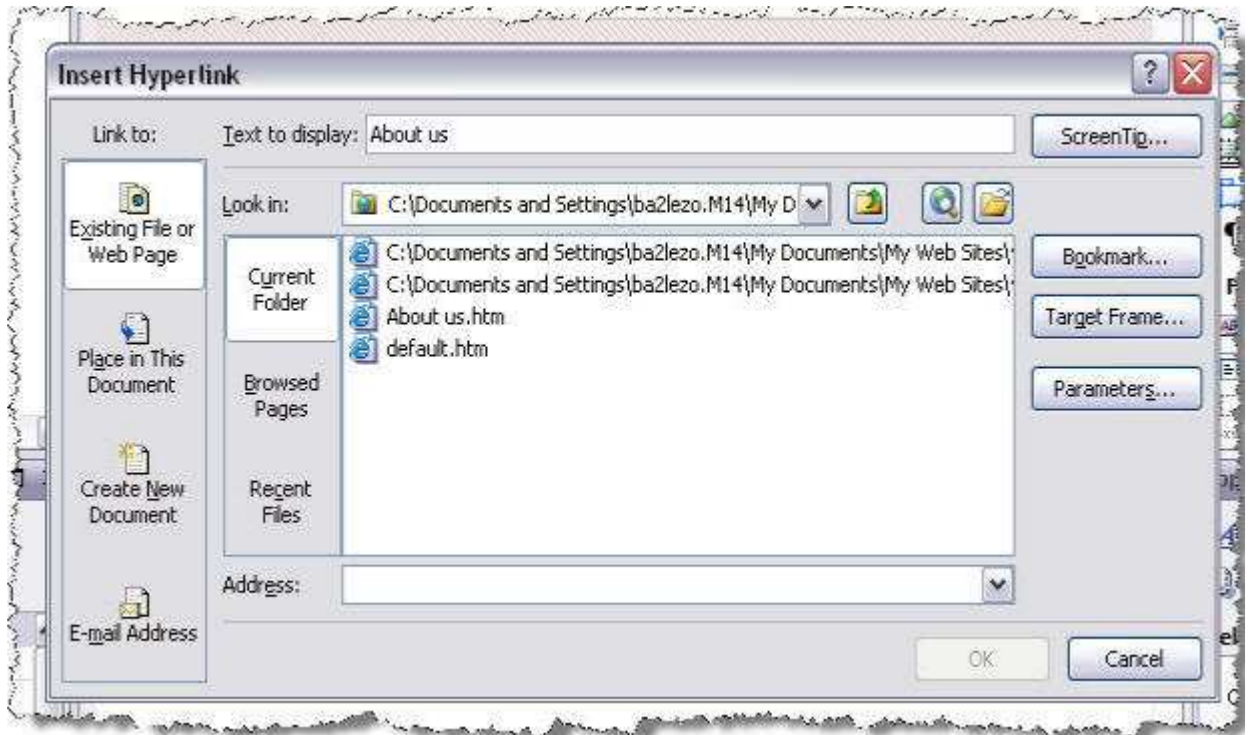 Insert Hyperlink
Link to:
Text to display: About us
ScreenTip...
Existing File or
Web Page
Look in: C:\Documents and Settings\ba2lezo.M14\My D
Current
Folder
C:\Documents and Settings\ba2lezo.M14\My Documents\My Web Sites\
C:\Documents and Settings\ba2lezo.M14\My Documents\My Web Sites\
About us.htm
default.htm
Bookmark...
Target Frame...
Parameters...
Place in This
Document
Browsed
Pages
Create New
Document
Recent
Files
E-mail Address
Address:
OK
Cancel